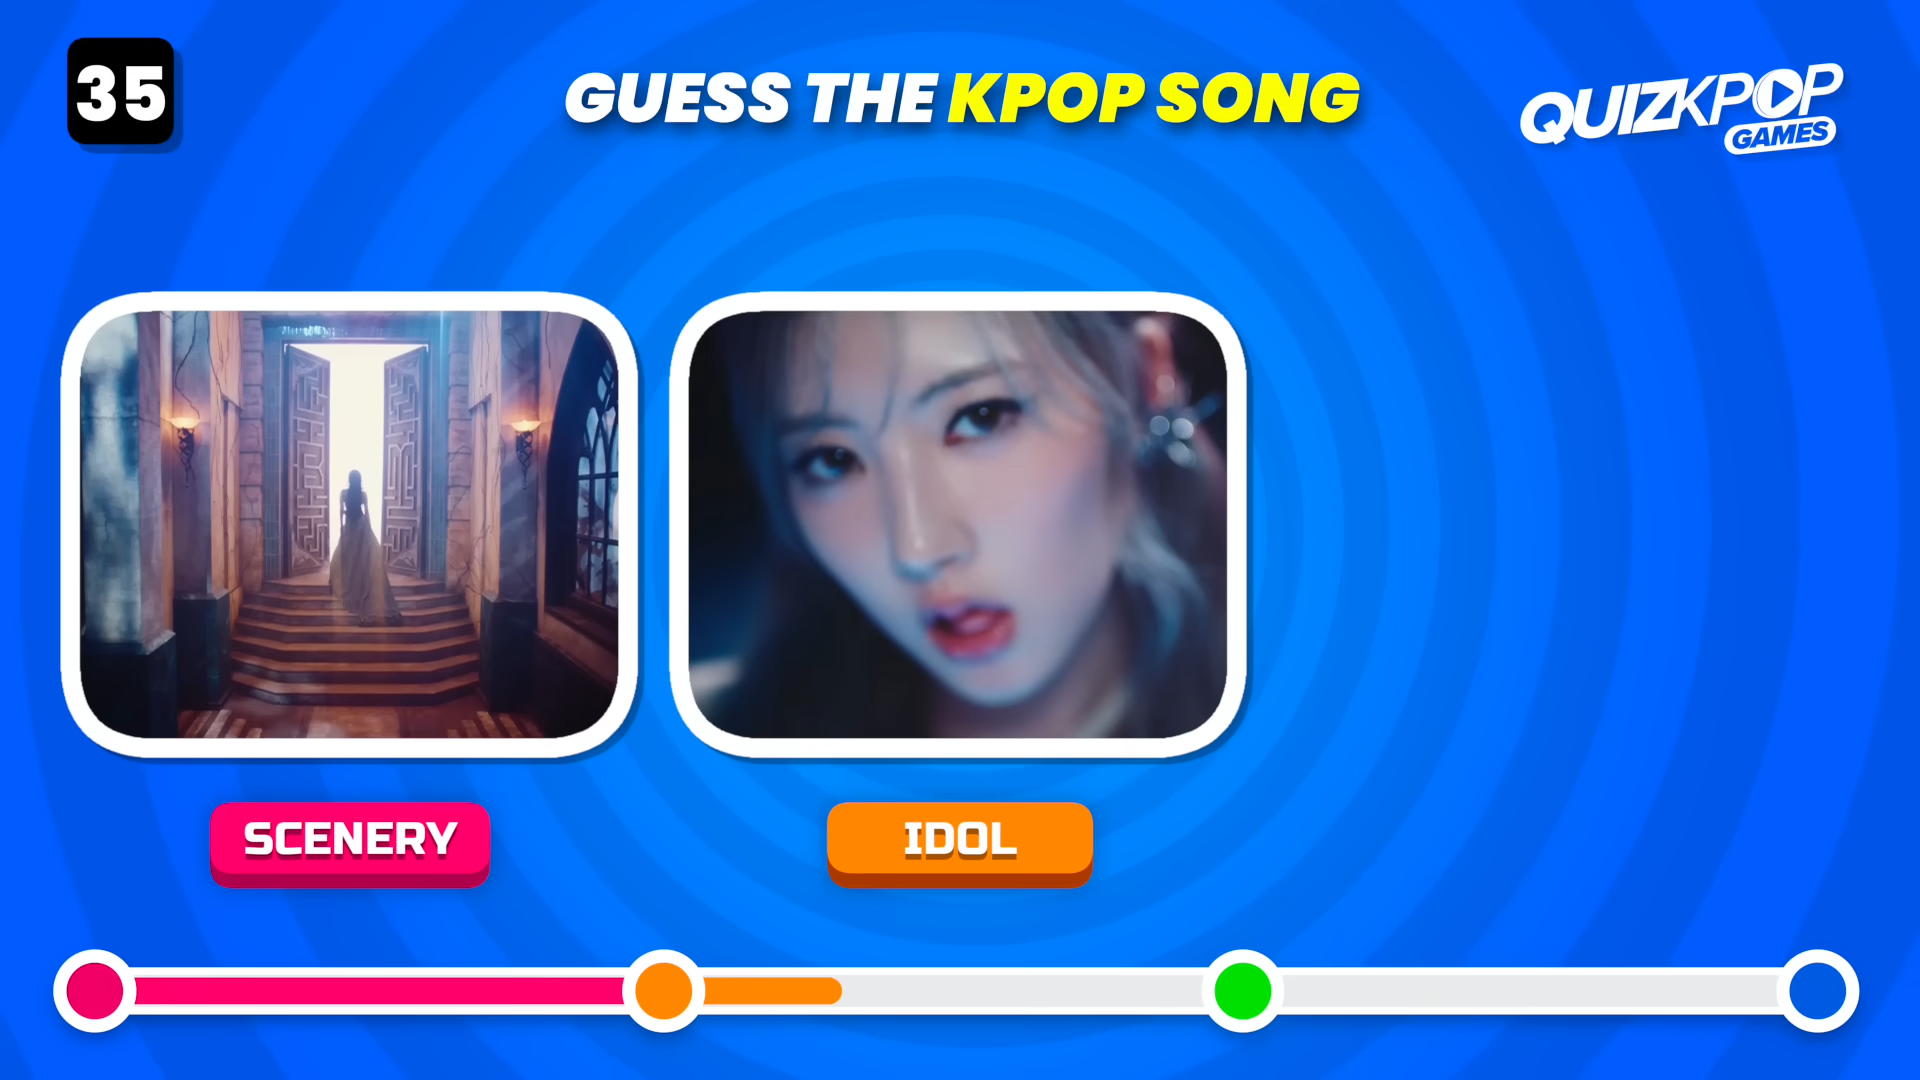 35
GUESS THE KPOP SONG
QUIZKPOP
GAMES
SCENERY
IDOL